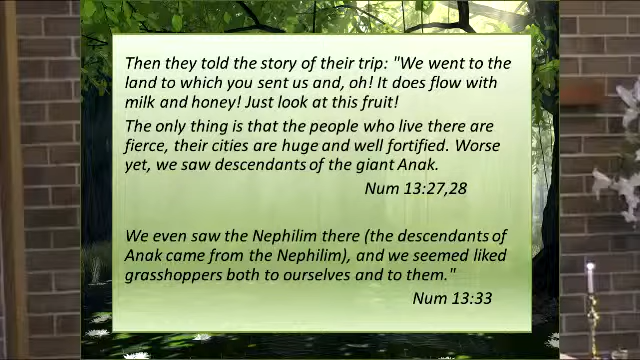 Then they told the story of their trip: "We went to the
land to which you sent us and, oh! It does flow with
milk and honey! Just look at this fruit!
The only thing is that the people who live there are
fierce, their cities are huge and well fortified. Worse
yet, we saw descendants of the giant Anak.
Num 13:27,28
We even saw the Nephilim there (the descendants of
Anak came from the Nephilim), and we seemed liked
grasshoppers both to ourselves and to them."
Num 13:33